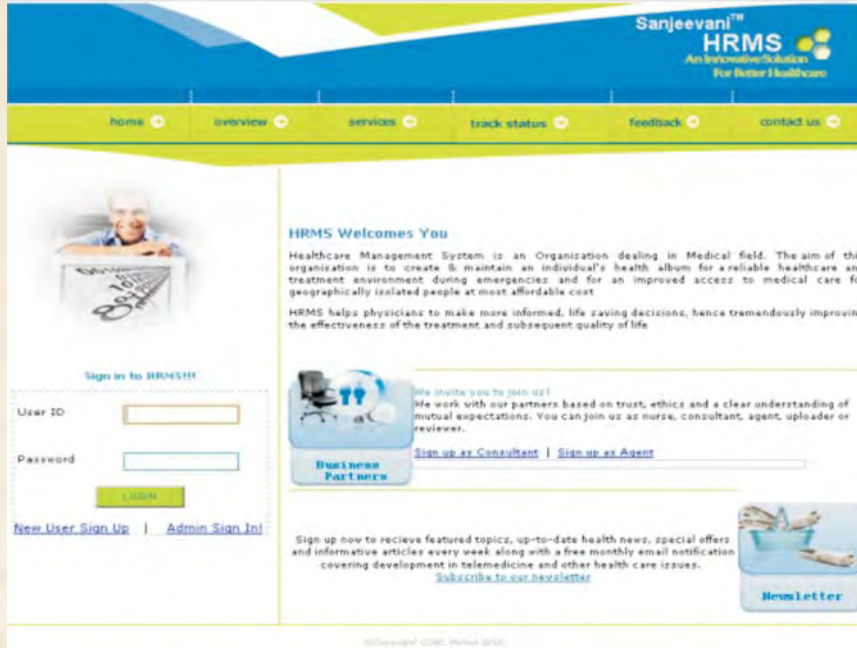 Sanjeevani™
HRMS
An Innovative Solution
For Better Healthcare
home
overview
services
track status
feedback
contact us
HRMS Welcomes You
Healthcare Management System is an Organisation dealing in Medical field. The aim of thi
organisation is to create & maintain an individual's health album for a reliable healthcare an
treatment environment during emergencies and for an improved access to medical care fo
geographically isolated people at most affordable cost
HRMS helps physicians to make more informed, life saving decisions, hence tremendously improvin
the effectiveness of the treatment and subsequent quality of life
Sign in to HRMS!!!
User ID
Password
LOGIN
New User Sign Up | Admin Sign In!
We invite you to join us!
We work with our partners based on trust, ethics and a clear understanding of
mutual expectations. You can join us as nurse, consultant, agent, uploader or
reviewer.
Sign up as Consultant | Sign up as Agent
Business
Partners
Sign up now to recieve featured topics, up-to-date health news, special offers
and informative articles every week along with a free monthly email notification
covering development in telemedicine and other health care issues.
Subscribe to our newsletter
Newsletter